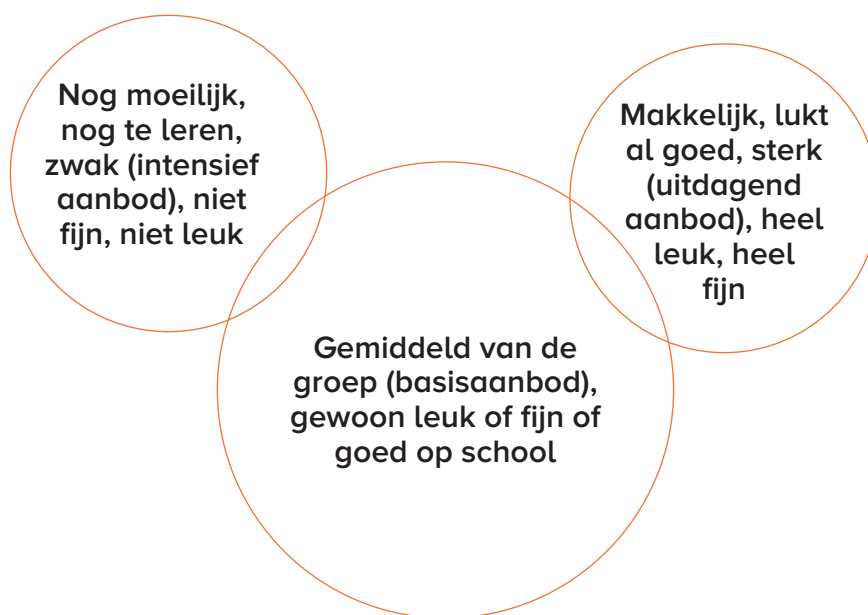 Nog moeilijk,
nog te leren,
zwak (intensief
aanbod), niet
fijn, niet leuk
Makkelijk, lukt
al goed, sterk
(uitdagend
aanbod), heel
leuk, heel
fijn
Gemiddeld van de
groep (basisaanbod),
gewoon leuk of fijn of
goed op school